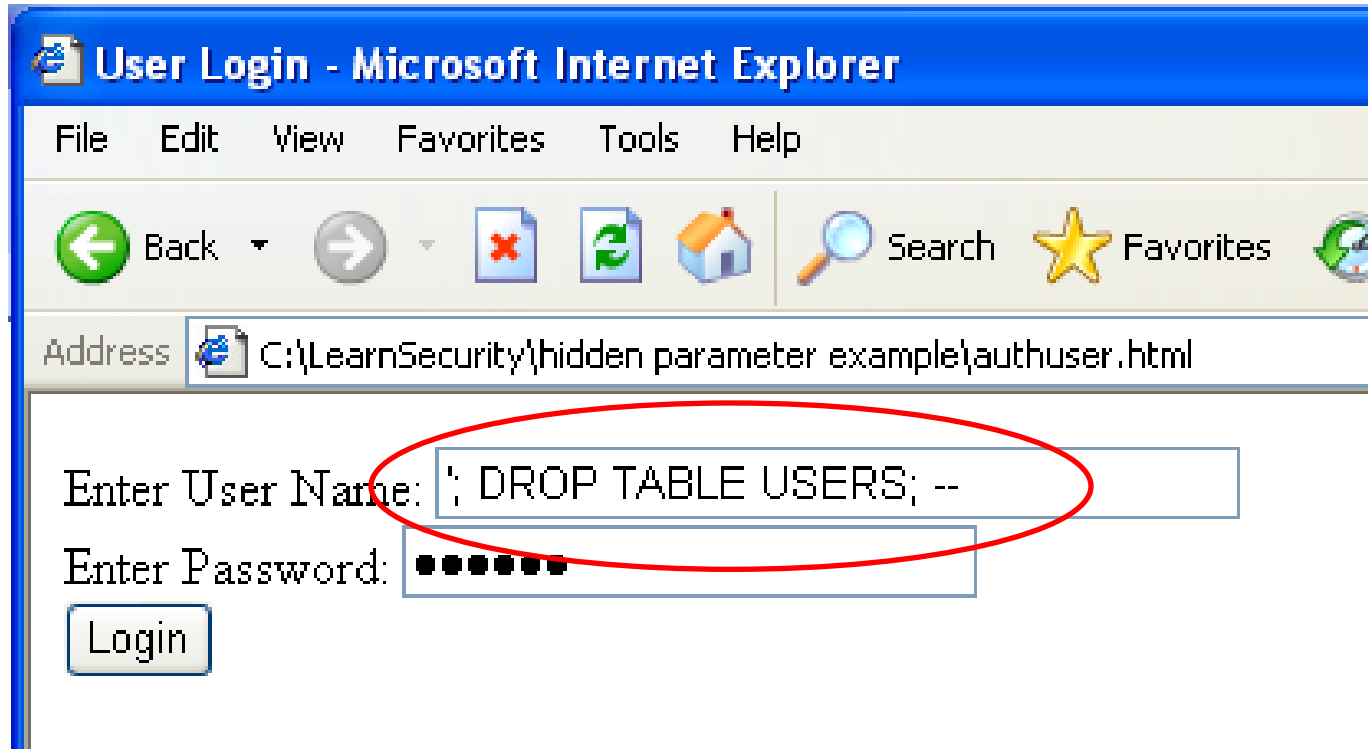 User Login - Microsoft Internet Explorer
File Edit View Favorites Tools Help
Back Search Favorites
Address C:\LearnSecurity\hidden parameter example\authuser.html
Enter User Name: '; DROP TABLE USERS; --
Enter Password: ••••••
Login